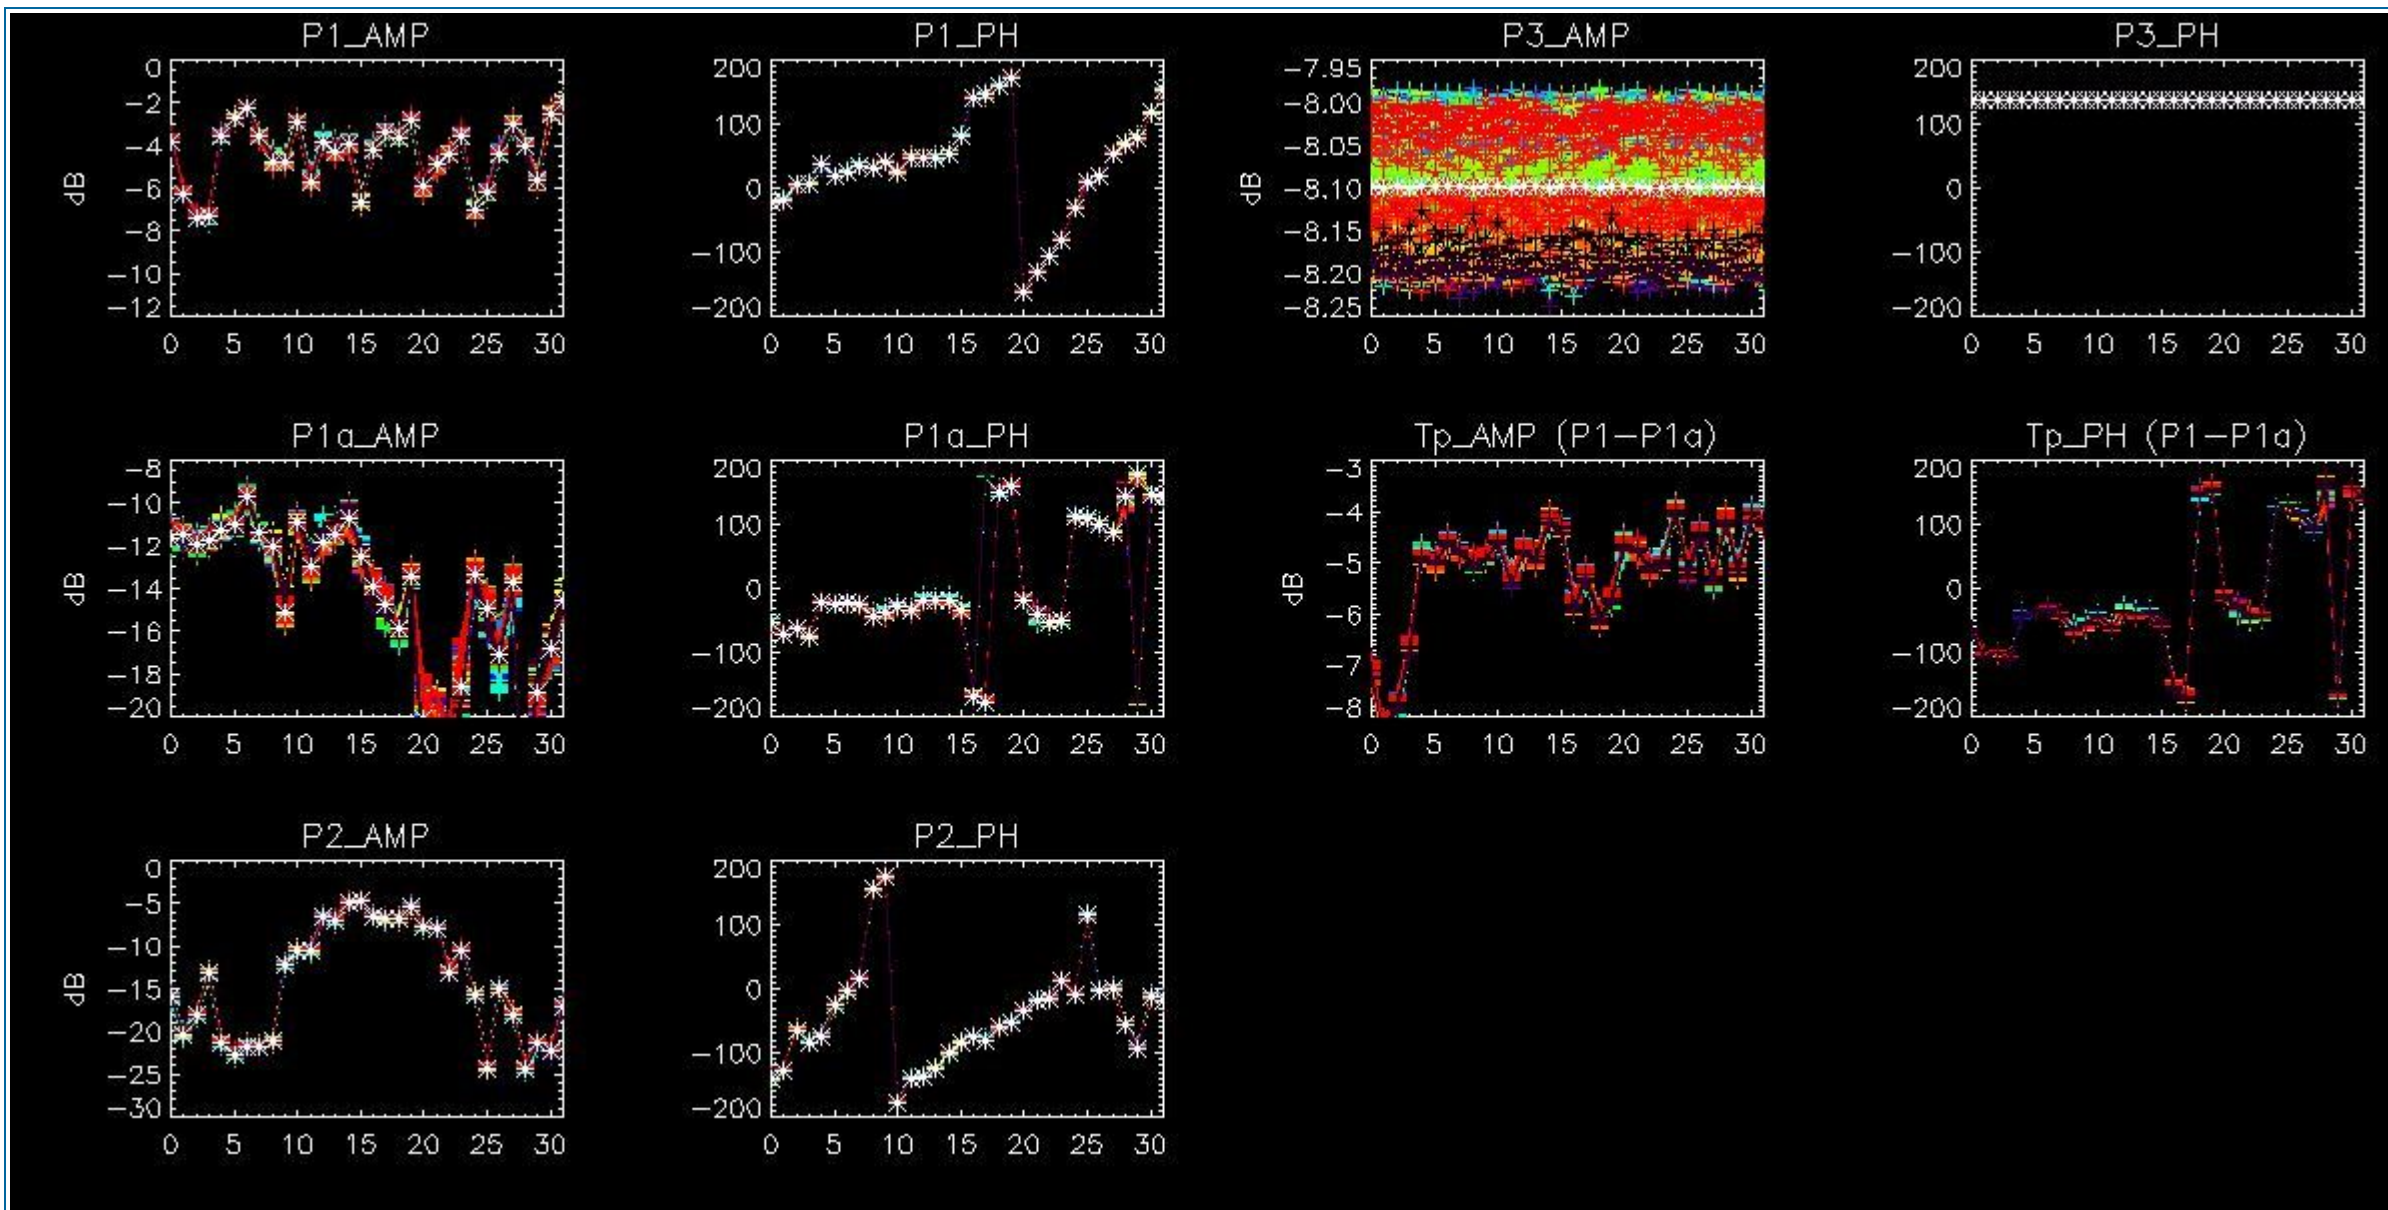 P1_AMP
P1_PH
P3_AMP
P3_PH
0
−2
−4
−6
−8
−10
−12
dB
0 5 10 15 20 25 30
200
100
0
−100
−200
0 5 10 15 20 25 30
−7.95
−8.00
−8.05
−8.10
−8.15
−8.20
−8.25
dB
0 5 10 15 20 25 30
200
100
0
−100
−200
0 5 10 15 20 25 30
P1a_AMP
P1a_PH
Tp_AMP (P1−P1a)
Tp_PH (P1−P1a)
−8
−10
−12
−14
−16
−18
−20
dB
0 5 10 15 20 25 30
200
100
0
−100
−200
0 5 10 15 20 25 30
−3
−4
−5
−6
−7
−8
dB
0 5 10 15 20 25 30
200
100
0
−100
−200
0 5 10 15 20 25 30
P2_AMP
P2_PH
0
−5
−10
−15
−20
−25
−30
dB
0 5 10 15 20 25 30
200
100
0
−100
−200
0 5 10 15 20 25 30